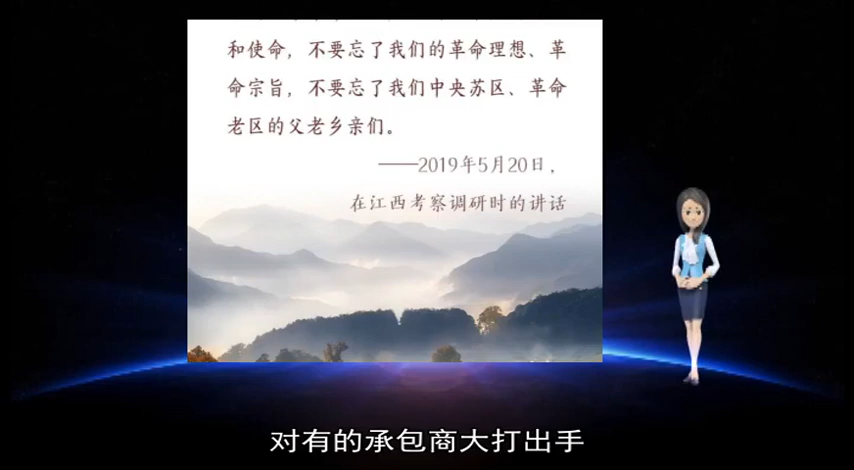 和使命，不要忘了我们的革命理想、革
命宗旨，不要忘了我们中央苏区、革命
老区的父老乡亲们。
——2019年5月20日，
在江西考察调研时的讲话
对有的承包商大打出手